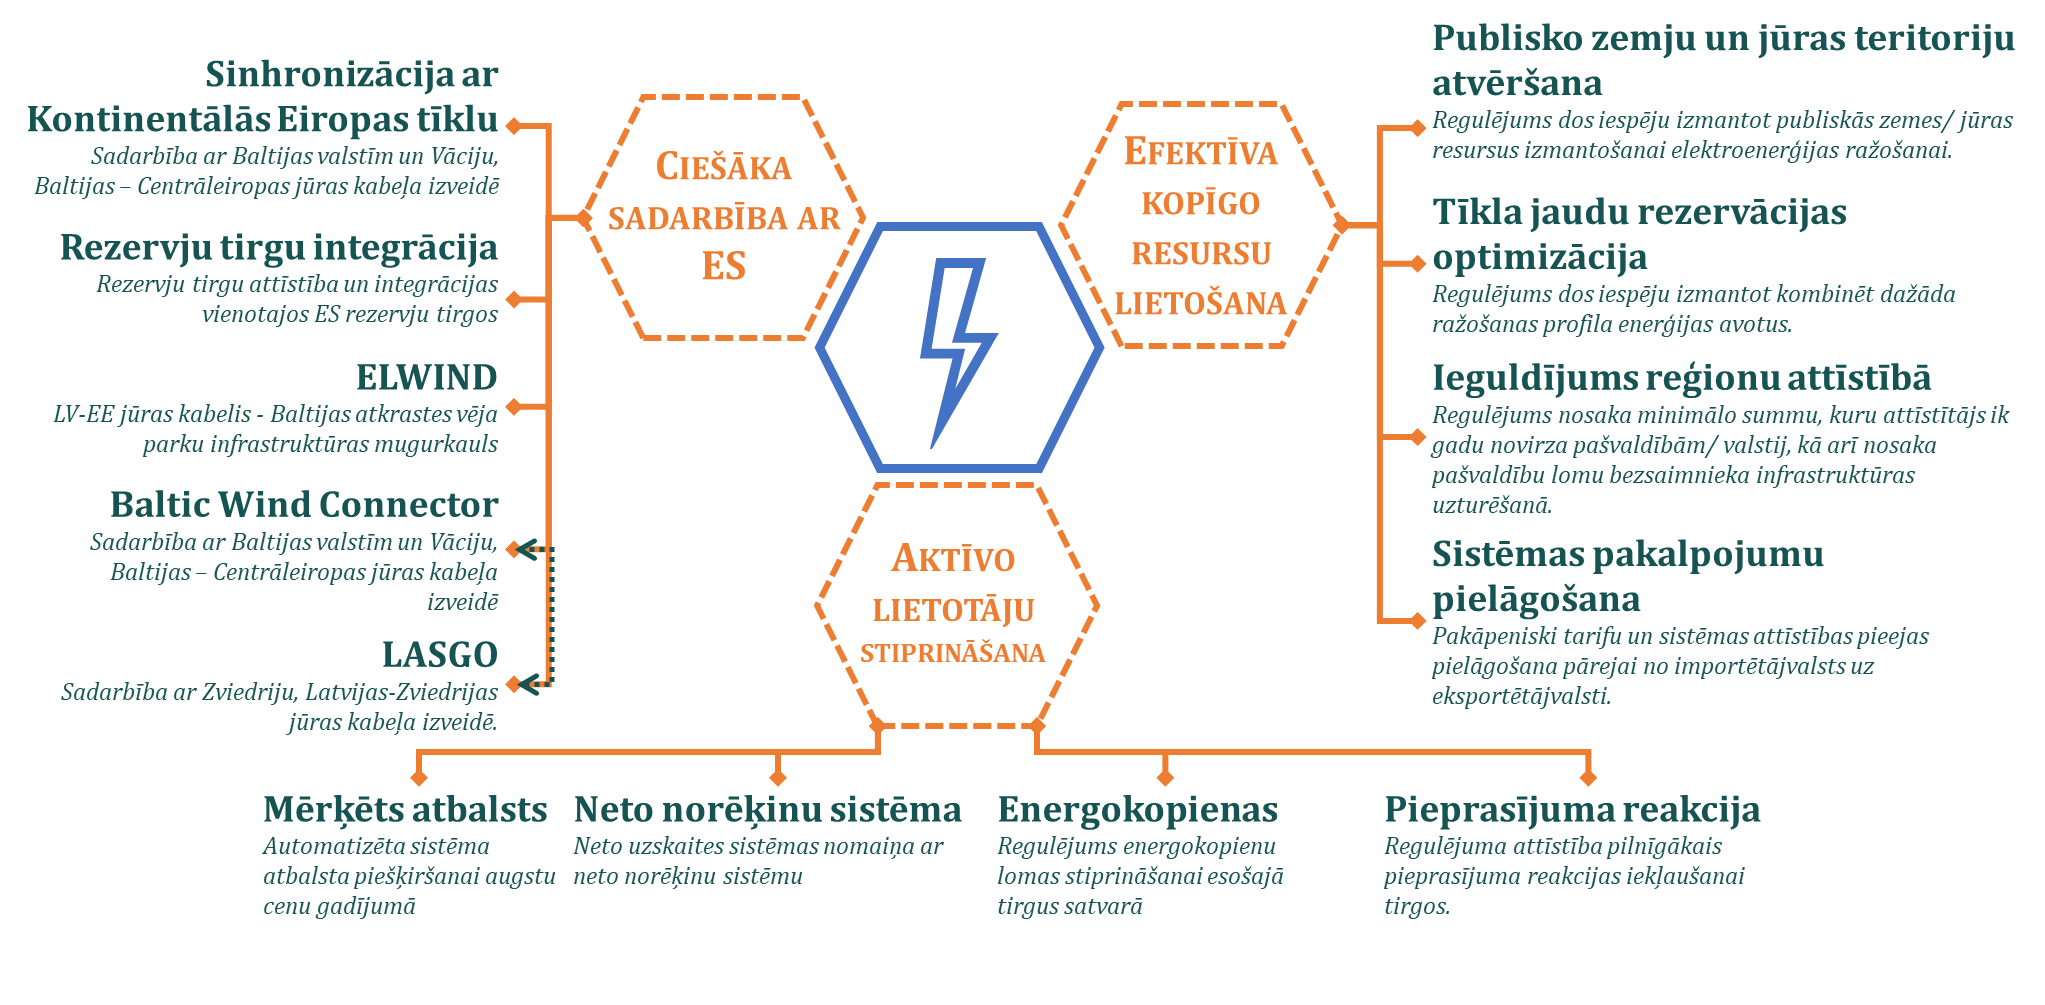 Sinhronizācija ar
Kontinentālās Eiropas tīklu
Sadarbība ar Baltijas valstīm un Vāciju,
Baltijas – Centrāleiropas jūras kabeļa izveidē
Rezervju tirgu integrācija
Rezervju tirgu attīstība un integrācijas
vienotajos ES rezervju tirgos
ELWIND
LV-EE jūras kabelis - Baltijas atkrastes vēja
parku infrastruktūras mugurkauls
Baltic Wind Connector
Sadarbība ar Baltijas valstīm un Vāciju,
Baltijas – Centrāleiropas jūras kabeļa
izveidē
LASGO
Sadarbība ar Zviedriju, Latvijas-Zviedrijas
jūras kabeļa izveidē.
CIEŠĀKA
SADARBĪBA AR
ES
EFEKTĪVA
KOPĪGO
RESURSU
LIETOŠANA
AKTĪVO
LIETOTĀJU
STIPRINĀŠANA
Publisko zemju un jūras teritoriju
atvēršana
Regulējums dos iespēju izmantot publiskās zemes/ jūras
resursus izmantošanai elektroenerģijas ražošanai.
Tīkla jaudu rezervācijas
optimizācija
Regulējums dos iespēju izmantot kombinēt dažāda
ražošanas profila enerģijas avotus.
Ieguldījums reģionu attīstībā
Regulējums nosaka minimālo summu, kuru attīstītājs ik
gadu novirza pašvaldībām/ valstij, kā arī nosaka
pašvaldību lomu bezsaimnieka infrastruktūras
uzturēšanā.
Sistēmas pakalpojumu
pielāgošana
Pakāpeniski tarifu un sistēmas attīstības pieejas
pielāgošana pārejai no importētājvalsts uz
eksportētājvalsti.
Mērķēts atbalsts
Automatizēta sistēma
atbalsta piešķiršanai augstu
cenu gadījumā
Neto norēķinu sistēma
Neto uzskaites sistēmas nomaiņa ar
neto norēķinu sistēmu
Energokopienas
Regulējums energokopienu
lomas stiprināšanai esošajā
tirgus satvarā
Pieprasījuma reakcija
Regulējuma attīstība pilnīgākais
pieprasījuma reakcijas iekļaušanai
tirgos.